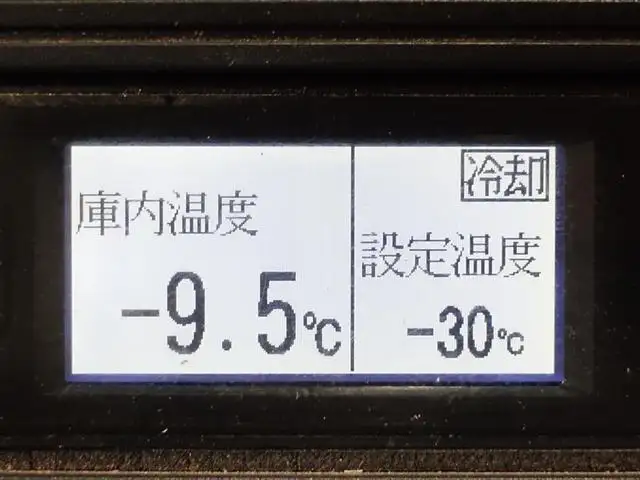 庫内温度
-9.5℃
冷却
設定温度
-30℃